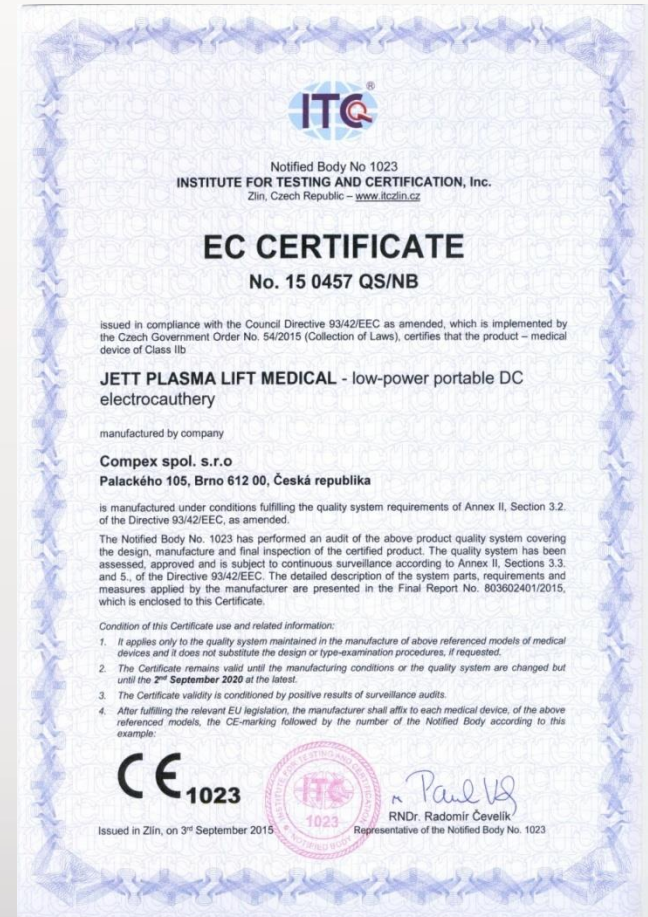 ITC
®
Notified Body No 1023
INSTITUTE FOR TESTING AND CERTIFICATION, Inc.
Zlin, Czech Republic – www.itczlin.cz
EC CERTIFICATE
No. 15 0457 QS/NB
issued in compliance with the Council Directive 93/42/EEC as amended, which is implemented by
the Czech Government Order No. 54/2015 (Collection of Laws), certifies that the product – medical
device of Class IIb
JETT PLASMA LIFT MEDICAL - low-power portable DC
electrocauthery
manufactured by company
Compex spol. s.r.o
Palackého 105, Brno 612 00, Česká republika
is manufactured under conditions fulfilling the quality system requirements of Annex II, Section 3.2.
of the Directive 93/42/EEC, as amended.
The Notified Body No. 1023 has performed an audit of the above product quality system covering
the design, manufacture and final inspection of the certified product. The quality system has been
assessed, approved and is subject to continuous surveillance according to Annex II, Sections 3.3.
and 5., of the Directive 93/42/EEC. The detailed description of the system parts, requirements and
measures applied by the manufacturer are presented in the Final Report No. 803602401/2015,
which is enclosed to this Certificate.
Condition of this Certificate use and related information:
1. It applies only to the quality system maintained in the manufacture of above referenced models of medical
devices and it does not substitute the design or type-examination procedures, if requested.
2. The Certificate remains valid until the manufacturing conditions or the quality system are changed but
until the 2nd September 2020 at the latest.
3. The Certificate validity is conditioned by positive results of surveillance audits.
4. After fulfilling the relevant EU legislation, the manufacturer shall affix to each medical device, of the above
referenced models, the CE-marking followed by the number of the Notified Body according to this
example:
CE 1023
INSTITUTE FOR TESTING AND CERTIFICATION
ITC
1023
NOTIFIED BODY
RNDr. Radomír Čevelík
Issued in Zlín, on 3rd September 2015
Representative of the Notified Body No. 1023